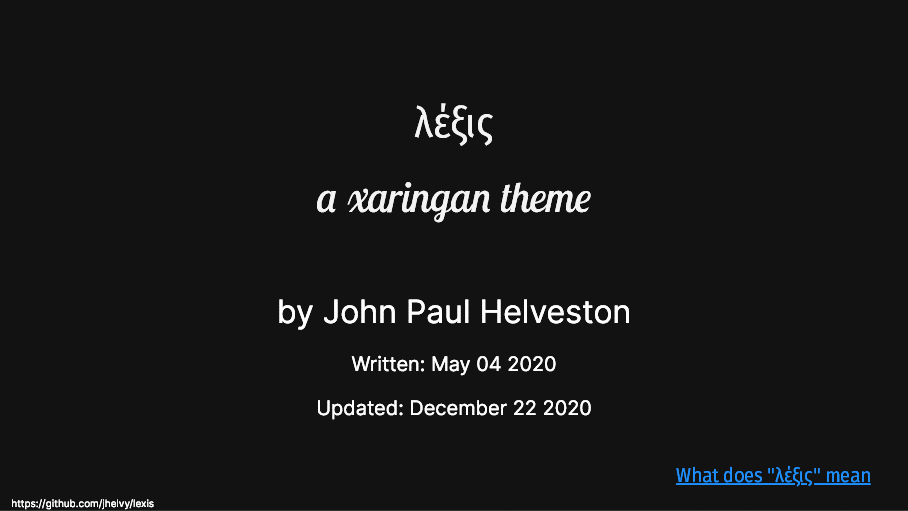 λέξις
a xaringan theme
by John Paul Helveston
Written: May 04 2020
Updated: December 22 2020
What does "λέξις" mean
https://github.com/jhelvy/lexis